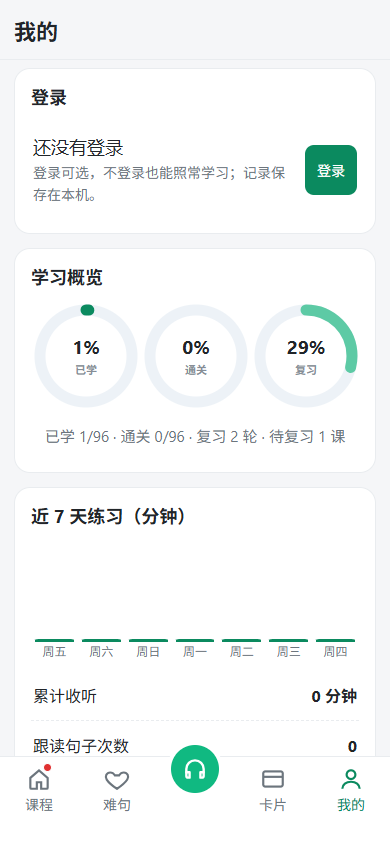 我的
登录
还没有登录
登录可选，不登录也能照常学习；记录保
存在本机。
登录
学习概览
1%
已学
0%
通关
29%
复习
已学 1/96 · 通关 0/96 · 复习 2 轮 · 待复习 1 课
近 7 天练习（分钟）
周五 周六 周日 周一 周二 周三 周四
累计收听 0 分钟
跟读句子次数 0
课程 难句 卡片 我的